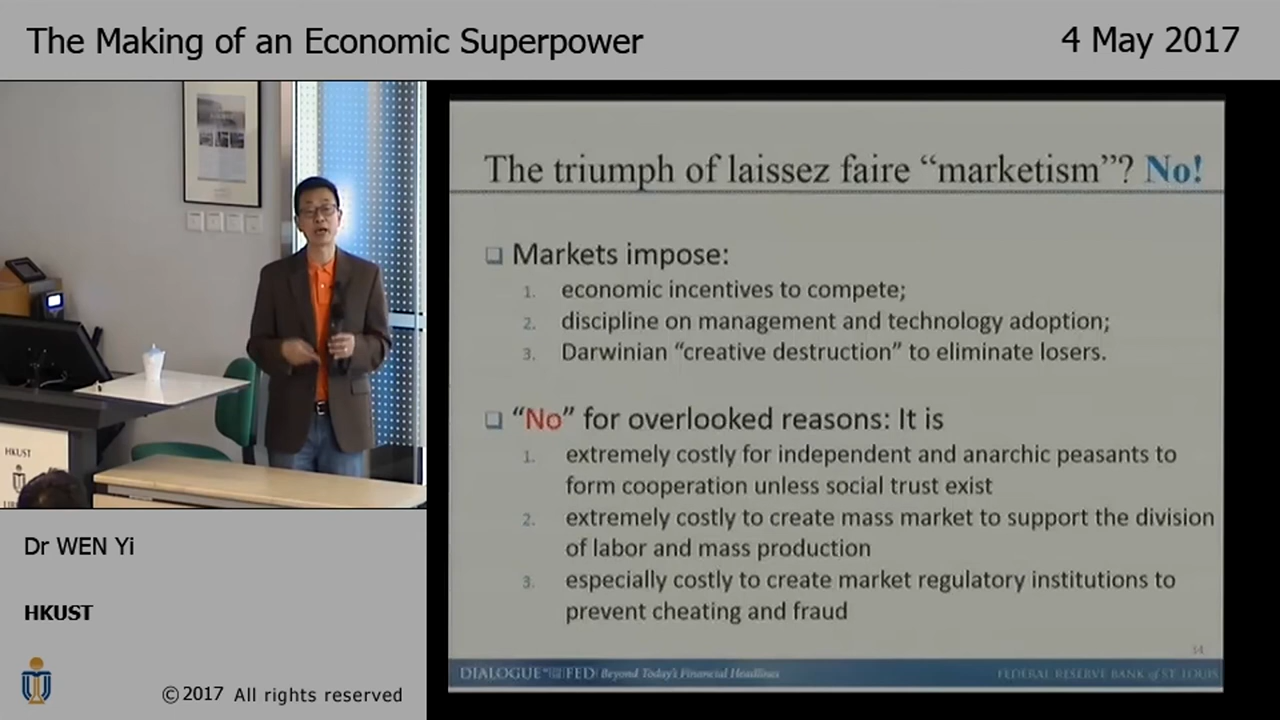 The Making of an Economic Superpower
4 May 2017
The triumph of laissez faire “marketism”? No!
❑ Markets impose:
1. economic incentives to compete;
2. discipline on management and technology adoption;
3. Darwinian “creative destruction” to eliminate losers.
❑ “No” for overlooked reasons: It is
1. extremely costly for independent and anarchic peasants to
form cooperation unless social trust exist
2. extremely costly to create mass market to support the division
of labor and mass production
3. especially costly to create market regulatory institutions to
prevent cheating and fraud
DIALOGUE WITH THE FED | Beyond Today's Financial Headlines
FEDERAL RESERVE BANK of ST. LOUIS
HKUST
Dr WEN Yi
HKUST
©2017 All rights reserved